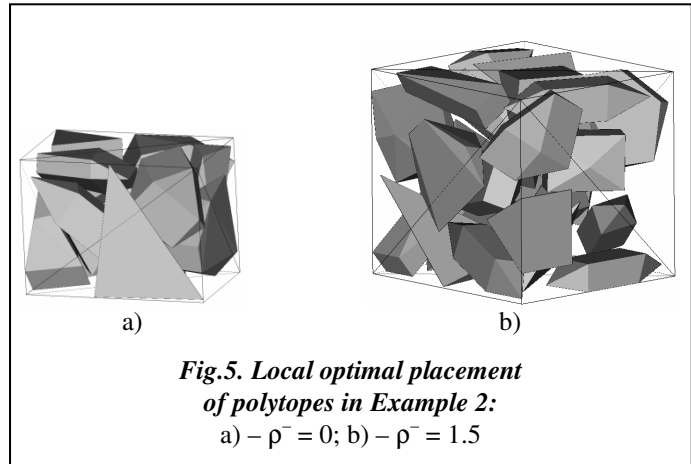 a)
b)
Fig.5. Local optimal placement
of polytopes in Example 2:
a) – ρ⁻ = 0; b) – ρ⁻ = 1.5